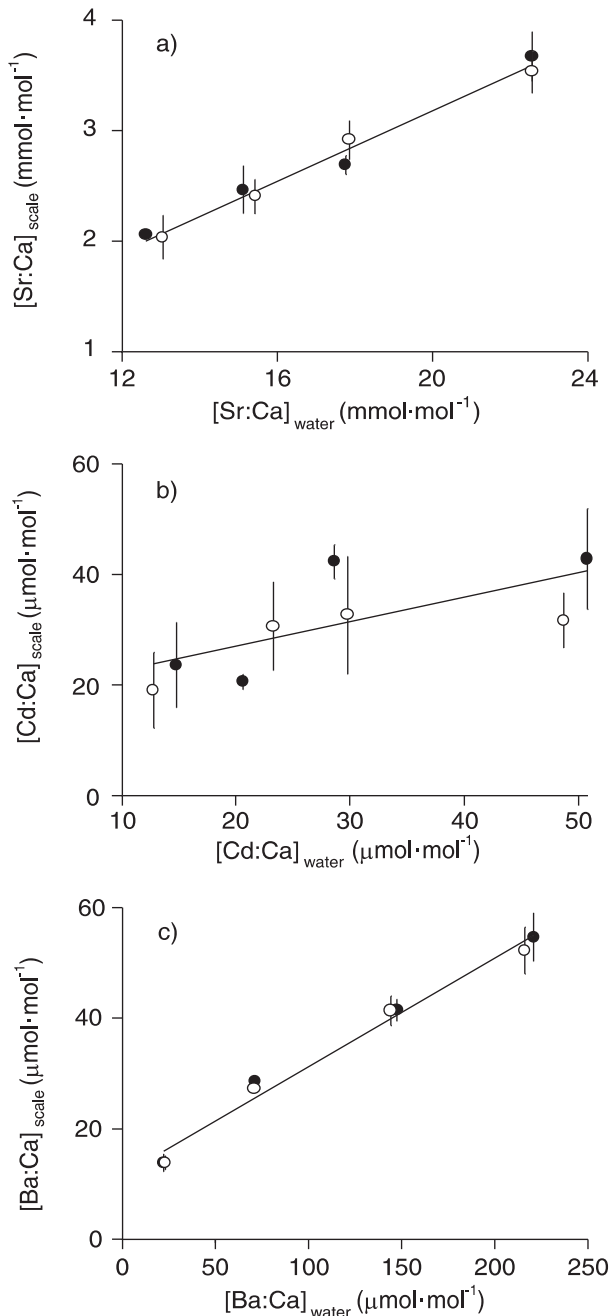 a)
4
3
2
1
[Sr:Ca]scale (mmol·mol⁻¹)
12 16 20 24
[Sr:Ca]water (mmol·mol⁻¹)
b)
60
40
20
0
[Cd:Ca]scale (μmol·mol⁻¹)
10 20 30 40 50
[Cd:Ca]water (μmol·mol⁻¹)
c)
60
40
20
0
[Ba:Ca]scale (μmol·mol⁻¹)
0 50 100 150 200 250
[Ba:Ca]water (μmol·mol⁻¹)